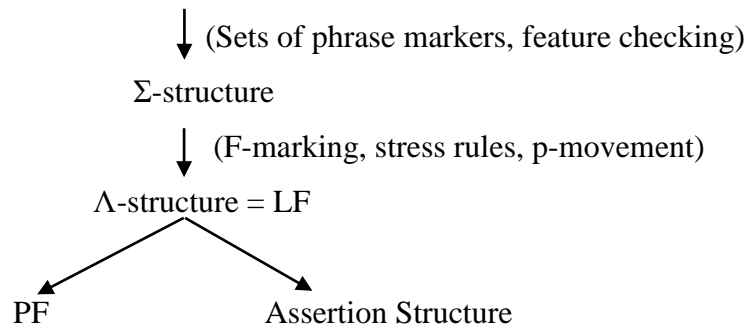 (Sets of phrase markers, feature checking)
Σ-structure
(F-marking, stress rules, p-movement)
Λ-structure = LF
PF Assertion Structure